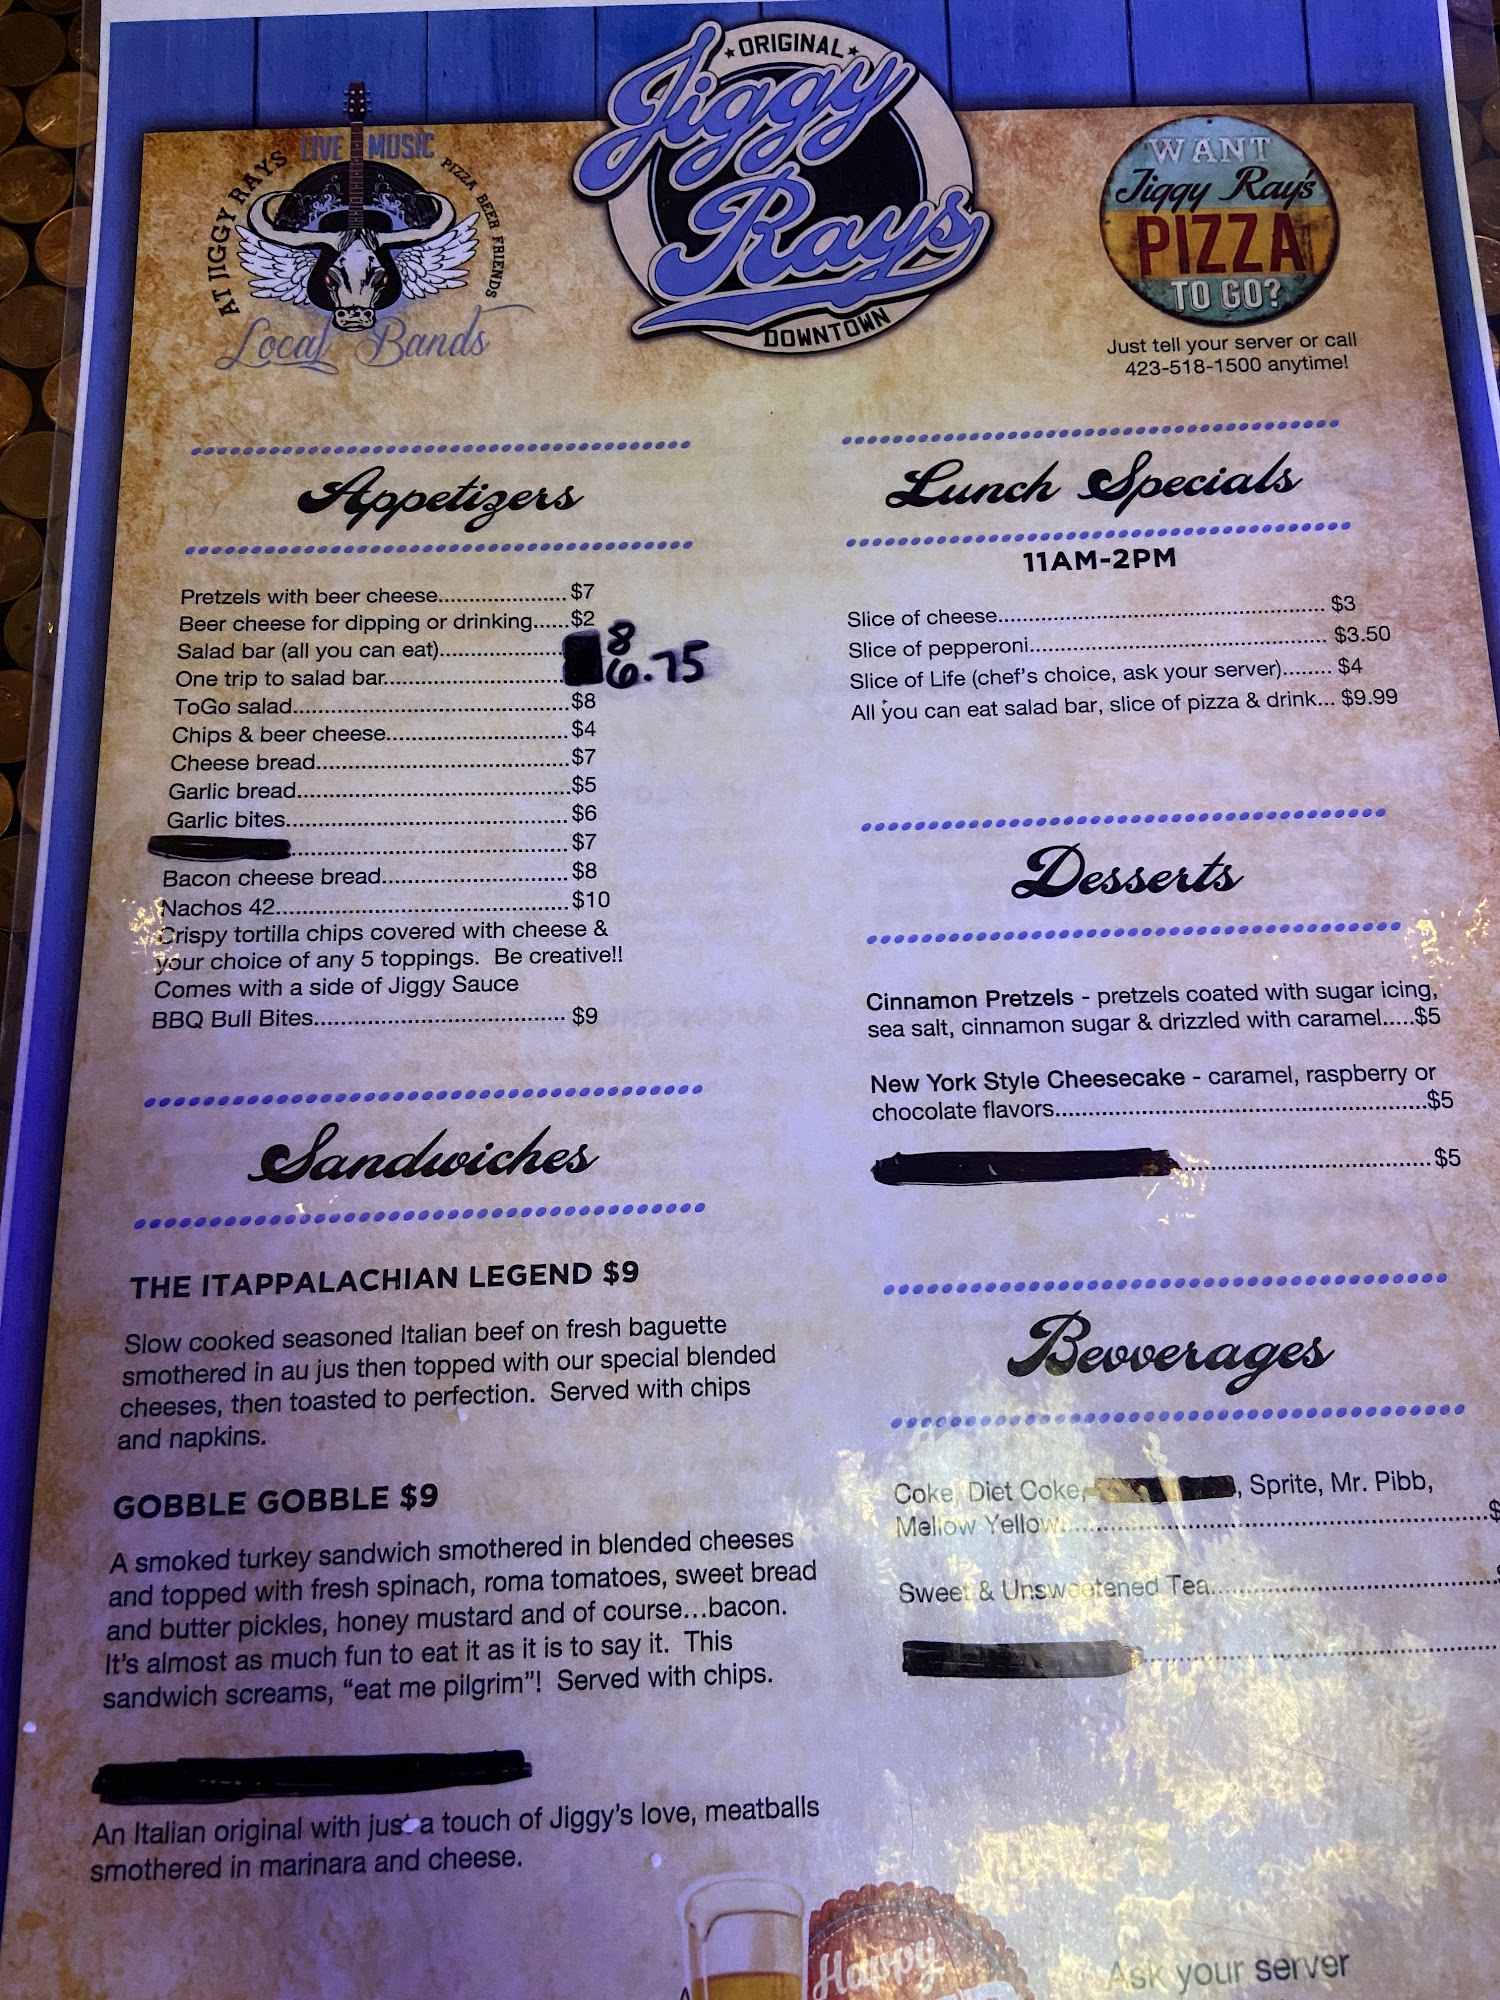 ORIGINAL
Jiggy
Rays
DOWNTOWN
LIVE MUSIC
AT JIGGY RAYS
PIZZA BEER FRIENDS
Local Bands
WANT
Jiggy Ray's
PIZZA
TO GO?
Just tell your server or call
423-518-1500 anytime!
Appetizers
Pretzels with beer cheese...................... $7
Beer cheese for dipping or drinking......$2
Salad bar (all you can eat)..................... 8
One trip to salad bar.............................. 6.75
ToGo salad................................................$8
Chips & beer cheese...............................$4
Cheese bread...........................................$7
Garlic bread..............................................$5
Garlic bites................................................$6
................................................$7
Bacon cheese bread................................$8
Nachos 42..................................................$10
Crispy tortilla chips covered with cheese &
your choice of any 5 toppings.  Be creative!!
Comes with a side of Jiggy Sauce
BBQ Bull Bites........................................... $9
Sandwiches
THE ITAPPALACHIAN LEGEND $9
Slow cooked seasoned Italian beef on fresh baguette
smothered in au jus then topped with our special blended
cheeses, then toasted to perfection.  Served with chips
and napkins.
GOBBLE GOBBLE $9
A smoked turkey sandwich smothered in blended cheeses
and topped with fresh spinach, roma tomatoes, sweet bread
and butter pickles, honey mustard and of course...bacon.
It's almost as much fun to eat it as it is to say it.  This
sandwich screams, "eat me pilgrim"!  Served with chips.
An Italian original with just a touch of Jiggy's love, meatballs
smothered in marinara and cheese.
Lunch Specials
11AM-2PM
Slice of cheese.................................................... $3
Slice of pepperoni............................................... $3.50
Slice of Life (chef's choice, ask your server)........ $4
All you can eat salad bar, slice of pizza & drink... $9.99
Desserts
Cinnamon Pretzels - pretzels coated with sugar icing,
sea salt, cinnamon sugar & drizzled with caramel.....$5
New York Style Cheesecake - caramel, raspberry or
chocolate flavors..........................................................$5
........................................$5
Bevverages
Coke, Diet Coke, , Sprite, Mr. Pibb,
Mellow Yellow...................................................................$
Sweet & Unsweetened Tea.............................................
Happy
Ask your server